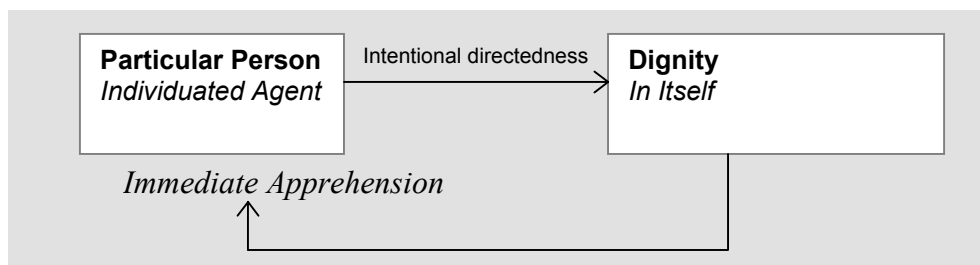 Particular Person
Individuated Agent
Intentional directedness
Dignity
In Itself
Immediate Apprehension